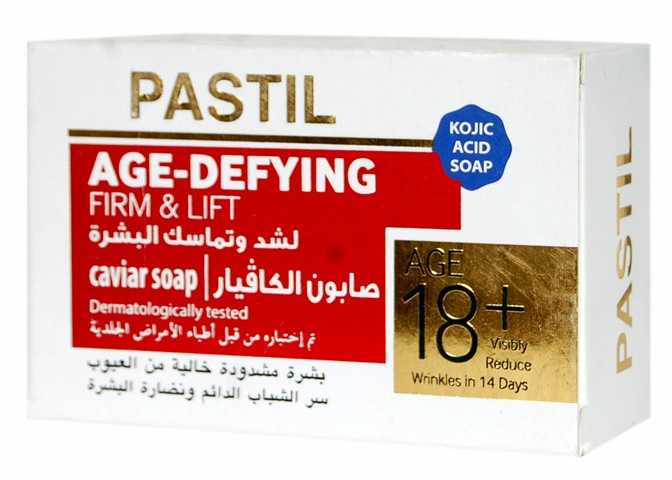 PASTIL
KOJIC
ACID
SOAP
AGE-DEFYING
FIRM & LIFT
لشد وتماسك البشرة
caviar soap | صابون الكاڤيار
Dermatologically tested
تم إختباره من قبل أطباء الأمراض الجلدية
بشرة مشدودة خالية من العيوب
سر الشباب الدائم ونضارة البشرة
AGE
18+
Visibly
Reduce
Wrinkles in 14 Days
PASTIL